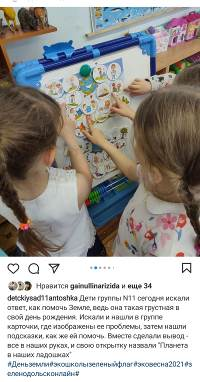 Нравится gainullinarizida и еще 34
detckiysad11antoshka Дети группы N11 сегодня искали
ответ, как помочь Земле, ведь она такая грустная в
свой день рождения. Искали и нашли в группе
карточки, где изображены ее проблемы, затем нашли
подсказки, как же ей помочь. Вместе сделали вывод -
все в наших руках, и свою открытку назвали "Планета
в наших ладошках"
#Деньземли#эколятызеленыйфлаг#эковесна2021#з
еленодольсконлайн#